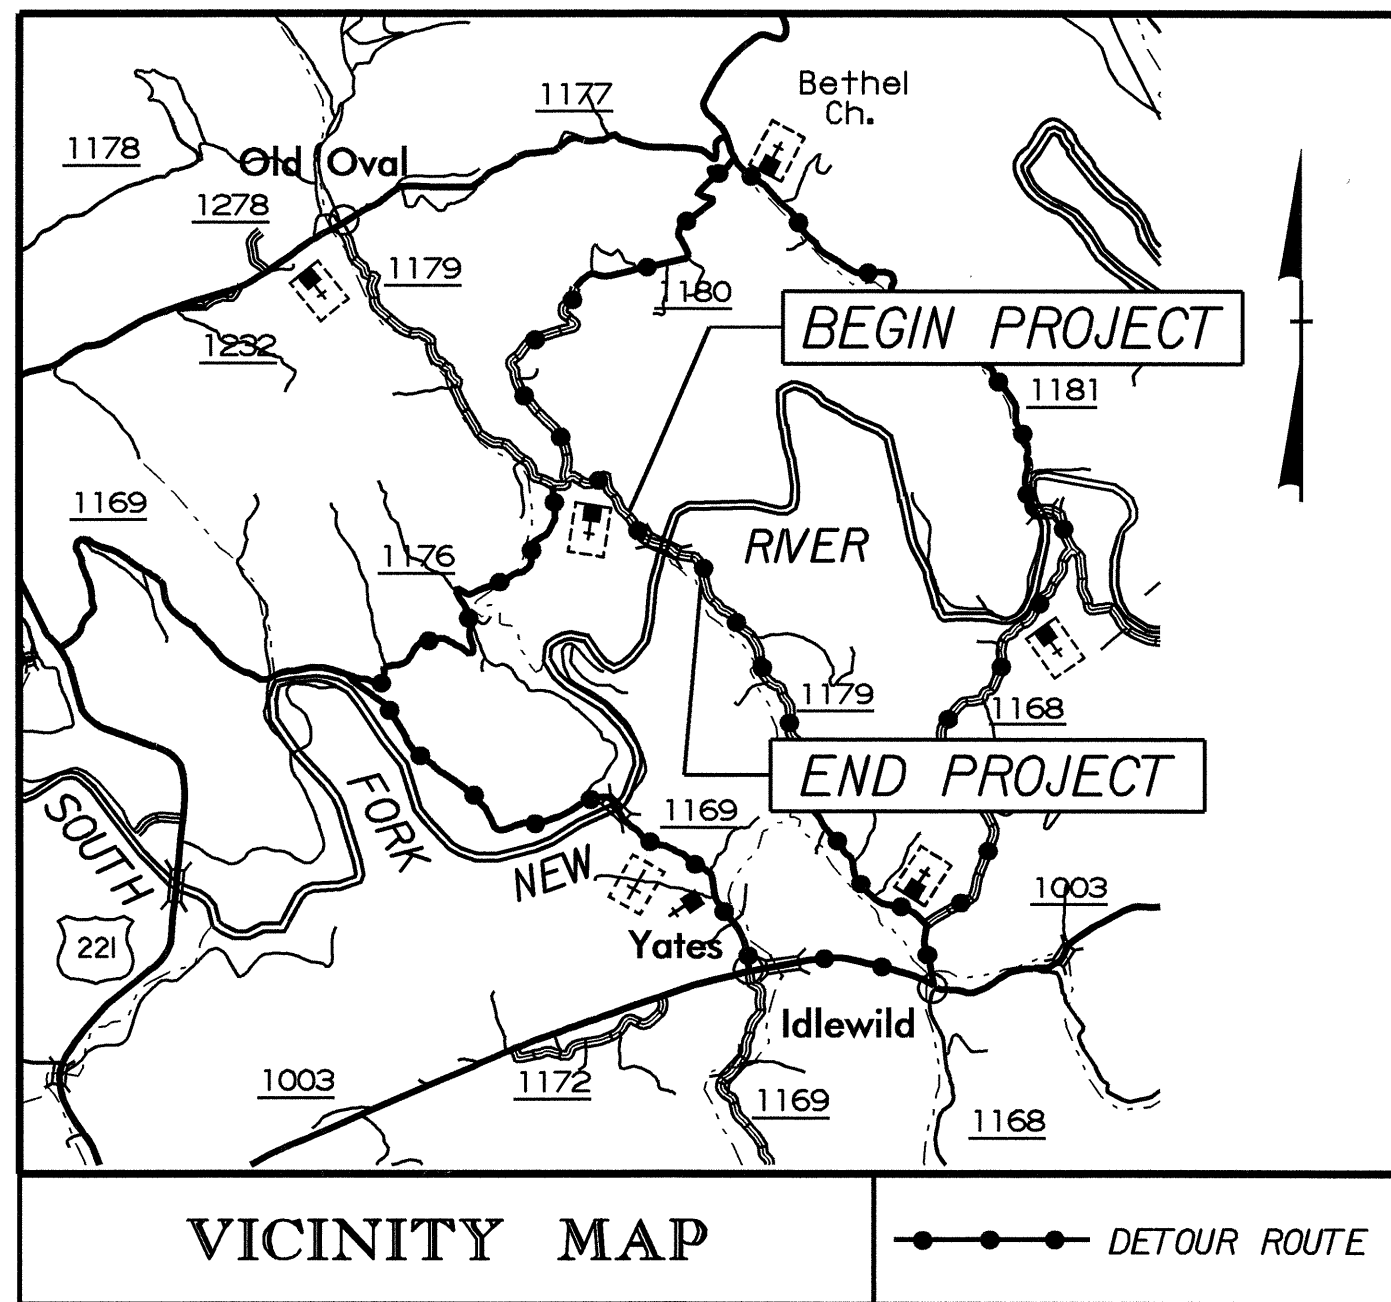 Bethel
Ch.
1177
1178
Old Oval
1278
1179
1180
1232
BEGIN PROJECT
1181
1169
1176
RIVER
1179
1168
END PROJECT
1169
SOUTH
FORK
NEW
1003
221
Yates
Idlewild
1003
1172
1169
1168
VICINITY MAP
DETOUR ROUTE